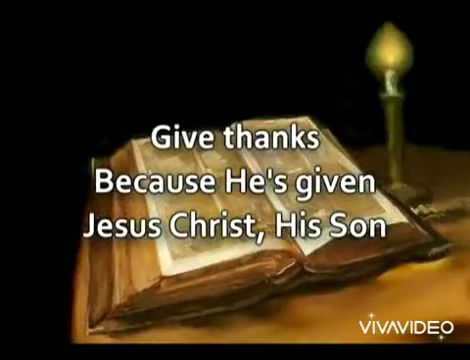 Give thanks
Because He's given
Jesus Christ, His Son
VIVAVIDEO